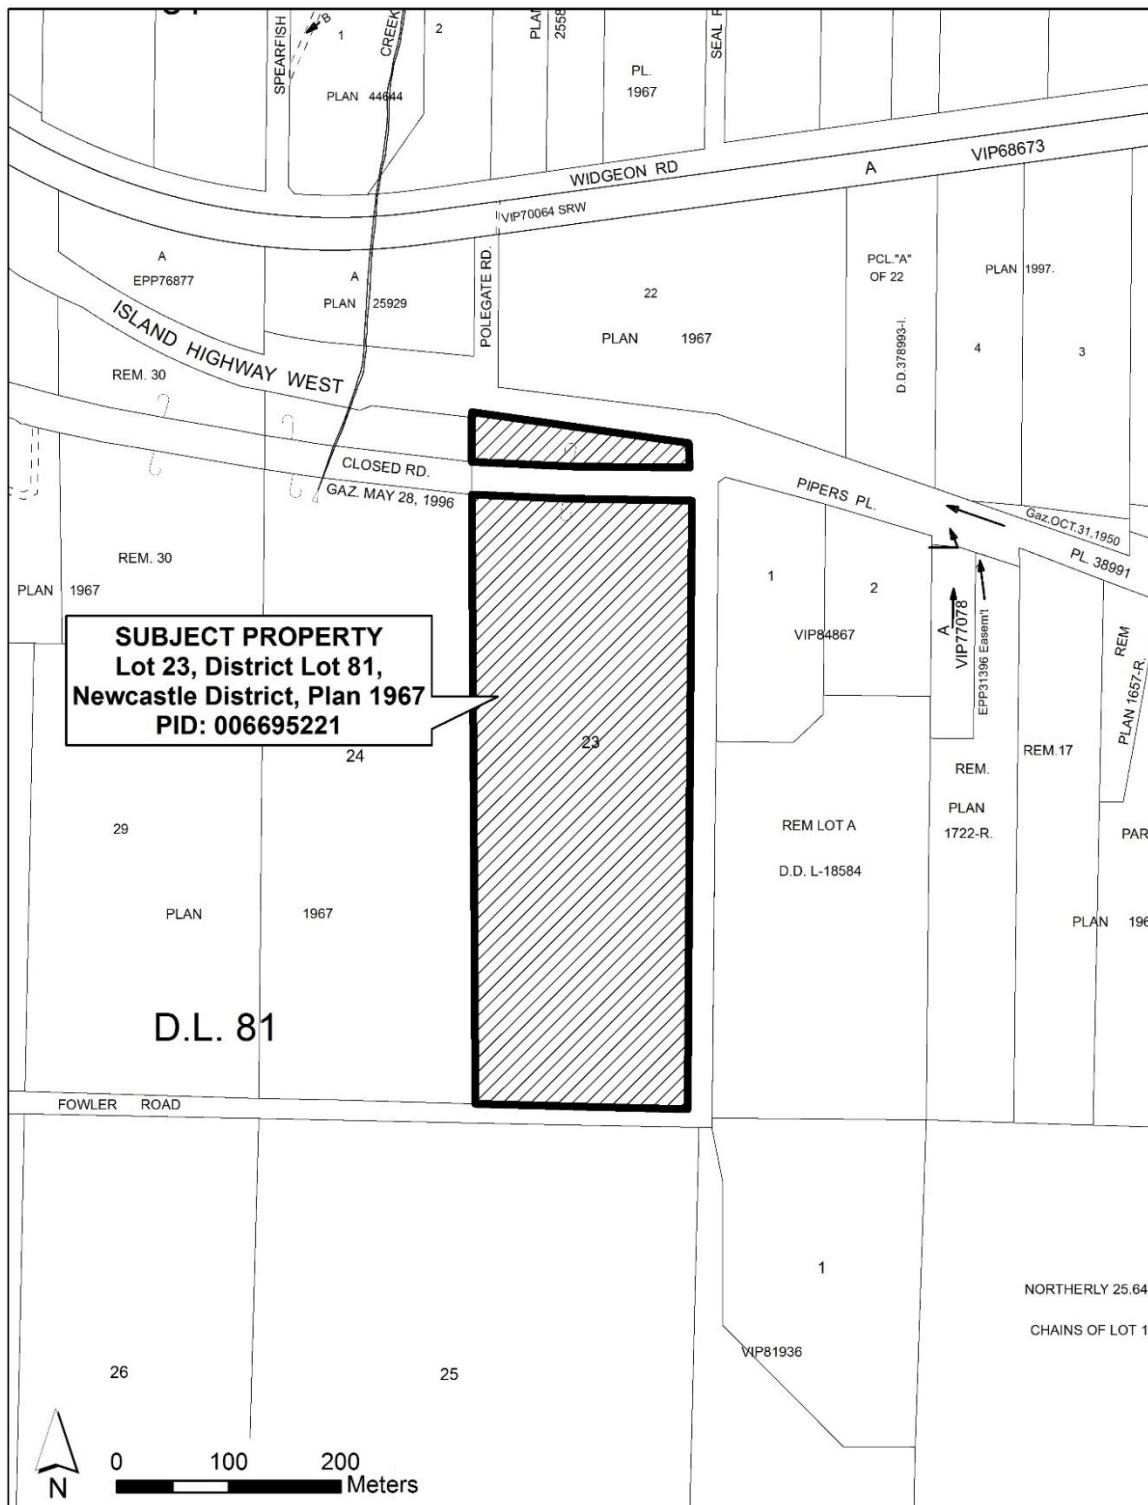 SPEARFISH
B
1
CREEK
2
PLAN 44644
PL.
1967
WIDGEON RD
A
VIP68673
VIP70064 SRW
A
EPP76877
A
PLAN 25929
POLEGATE RD.
22
PLAN 1967
PCL."A"
OF 22
D.D.378993-I.
PLAN 1997.
4
3
ISLAND HIGHWAY WEST
REM. 30
CLOSED RD.
GAZ. MAY 28, 1996
PIPERS PL.
Gaz.OCT.31,1950
PL. 38991
REM. 30
PLAN 1967
1
2
VIP84867
A
VIP77078
EPP31396 Easem't
REM
PLAN 1657-R.
SUBJECT PROPERTY
Lot 23, District Lot 81,
Newcastle District, Plan 1967
PID: 006695221
24
23
REM.17
REM.
PLAN
1722-R.
29
REM LOT A
D.D. L-18584
PLAN 1967
PAR
PLAN 196
D.L. 81
FOWLER ROAD
1
NORTHERLY 25.64
CHAINS OF LOT 1
VIP81936
26
25
N
0 100 200
Meters